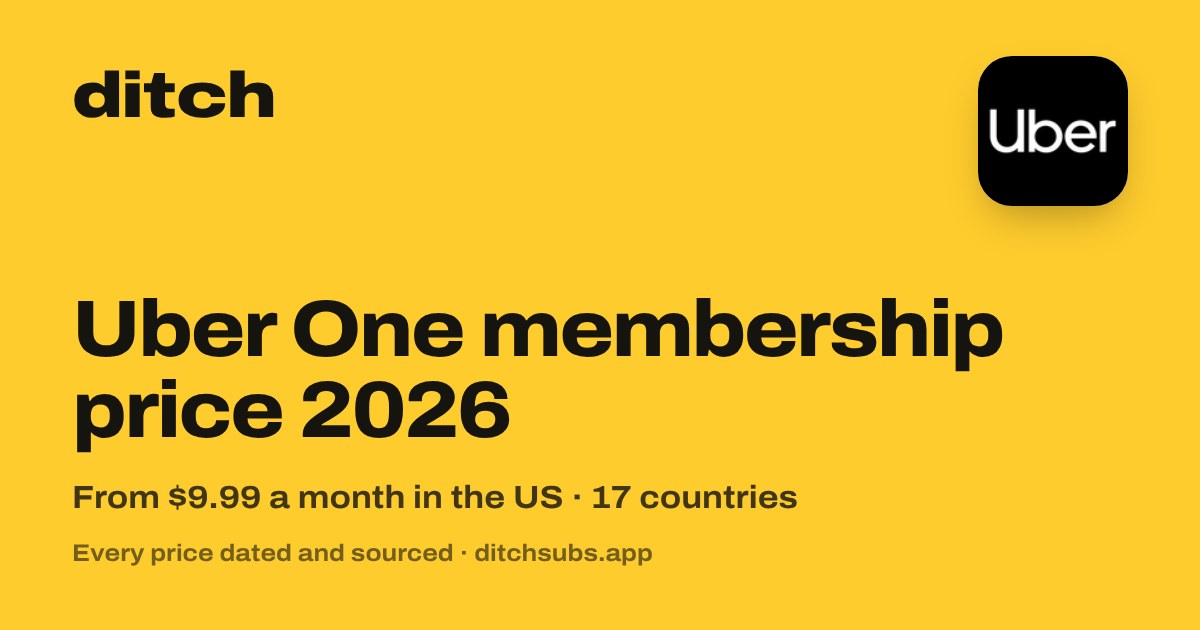 ditch
Uber
Uber One membership
price 2026
From $9.99 a month in the US · 17 countries
Every price dated and sourced · ditchsubs.app